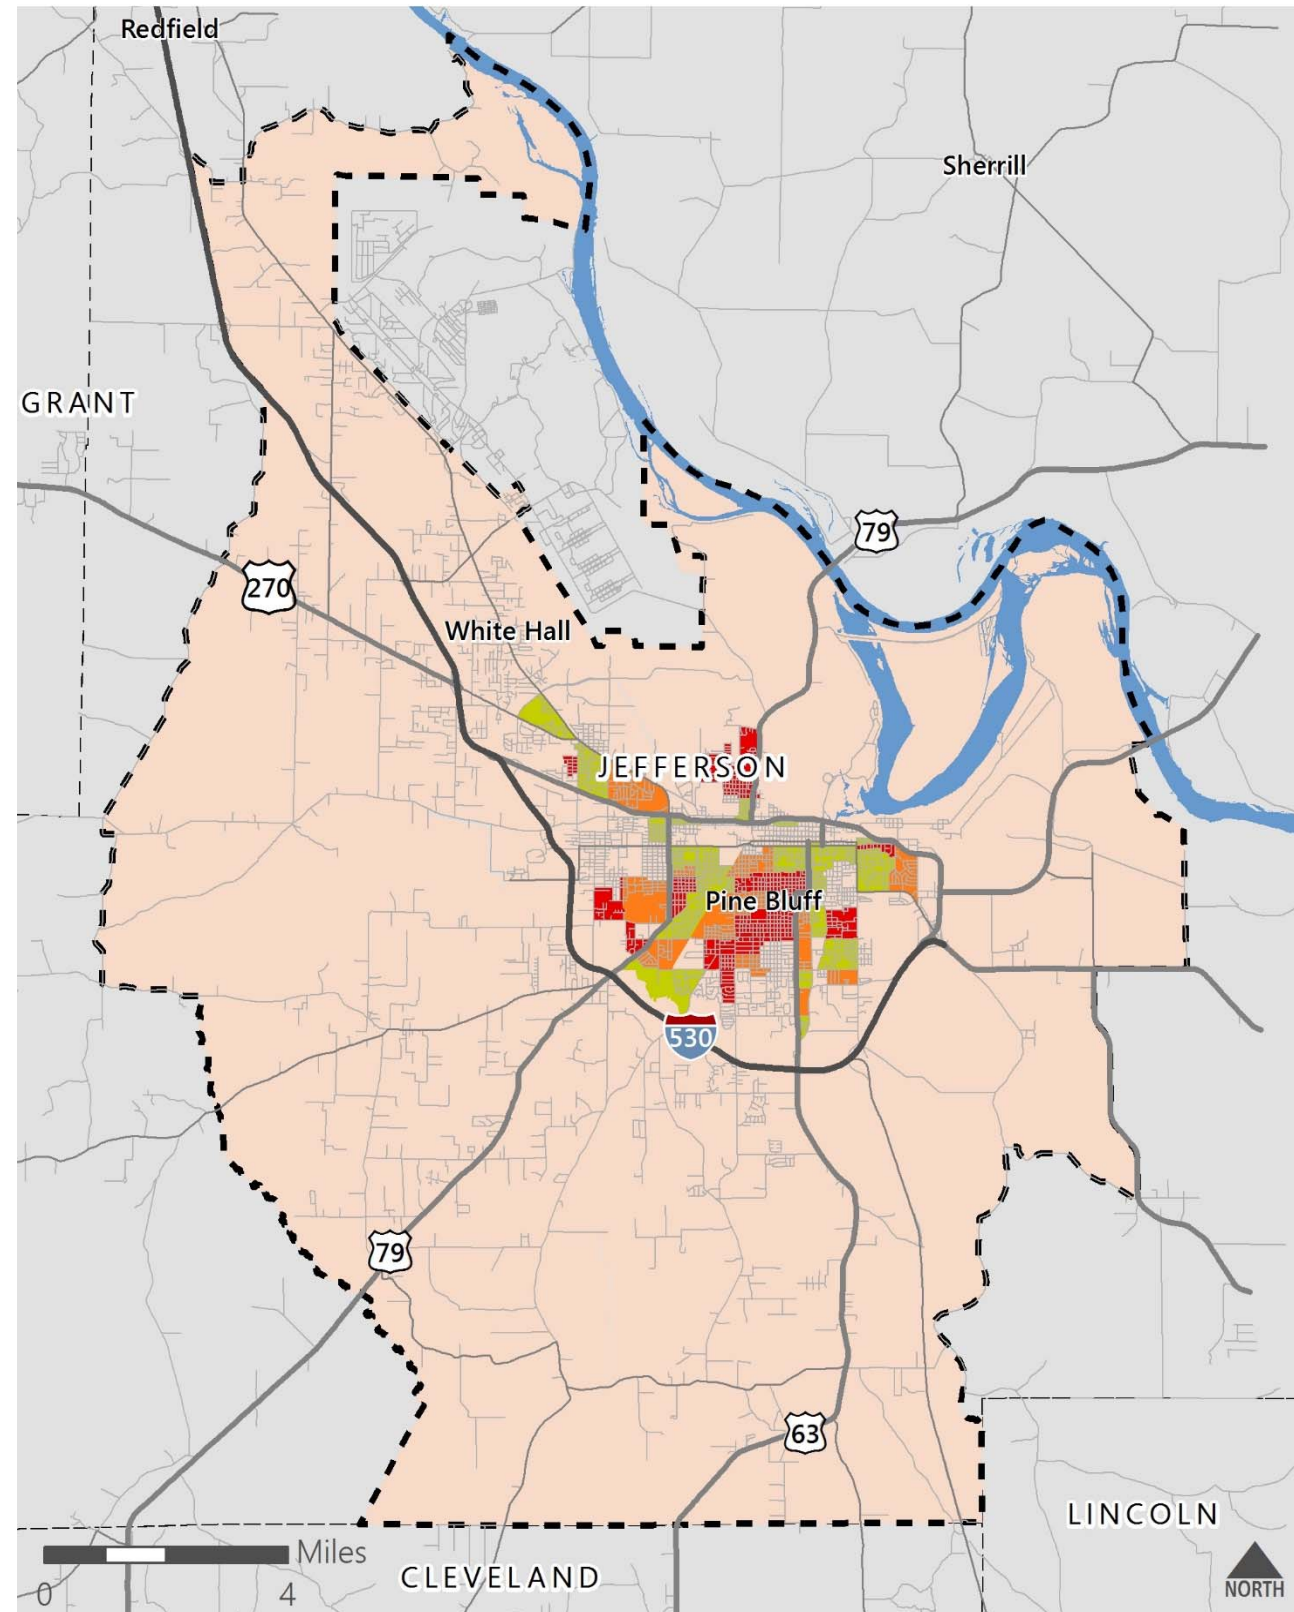 Redfield
Sherrill
GRANT
79
270
White Hall
JEFFERSON
Pine Bluff
530
79
63
LINCOLN
Miles
CLEVELAND
0 4
NORTH